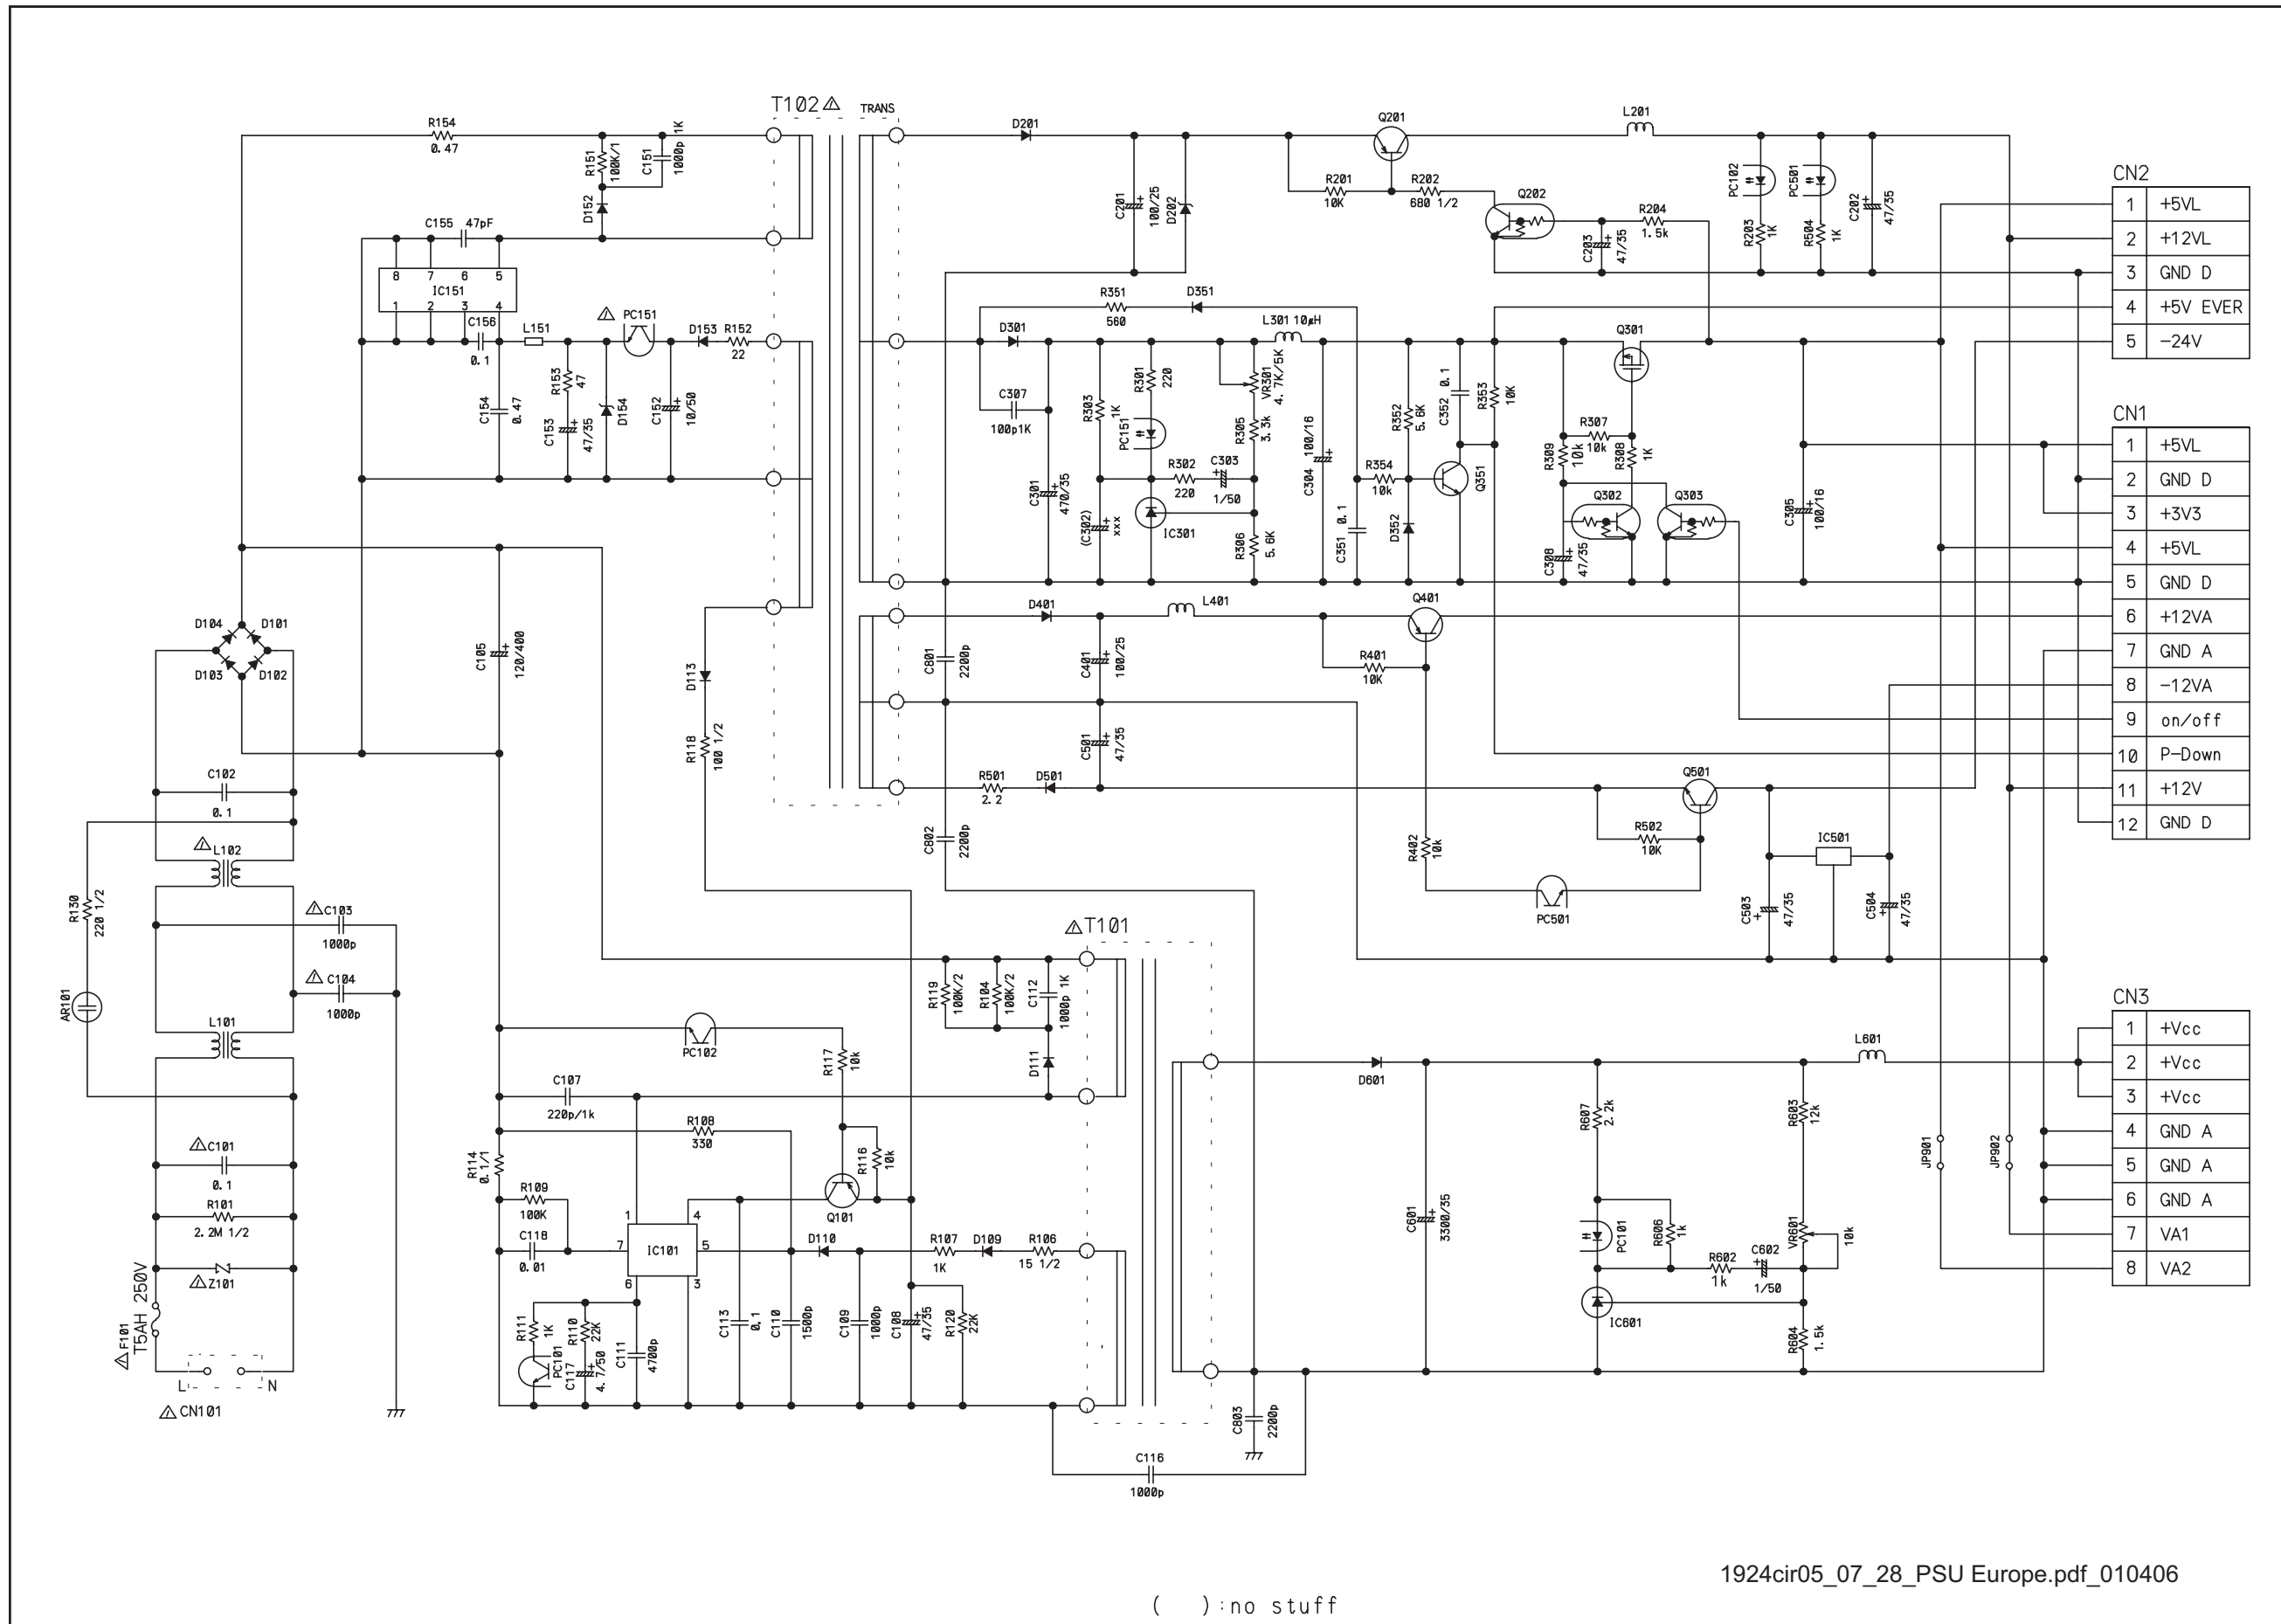 T102 TRANS
R154
0.47
R151
100K/1
C151
1000p 1K
D152
C155 47pF
8 7 6 5
IC151
1 2 3 4
C156
0.1
L151
PC151
D153
R152
22
R153
47
C154
0.47
C153
47/35
D154
C152
10/50
D201
C201
100/25
D202
Q201
R201
10K
R202
680 1/2
Q202
C203
47/35
R204
1.5k
L201
PC102
R203
1K
PC501
R504
1K
C202
47/35
R351
560
D351
D301
C307
100p1K
C301
470/35
R303
1K
(C302)
xxx
R301
220
PC151
R302
220
C303
1/50
IC301
L301 10μH
VR301
4.7K/5K
R305
3.3k
R306
5.6K
C304
100/16
R354
10k
C351
0.1
R352
5.6K
D352
C352
0.1
Q351
R353
10K
Q301
R307
10k
R309
10k
R308
1K
Q302
Q303
C308
47/35
C305
100/16
CN2
1 +5VL
2 +12VL
3 GND D
4 +5V EVER
5 -24V
CN1
1 +5VL
2 GND D
3 +3V3
4 +5VL
5 GND D
6 +12VA
7 GND A
8 -12VA
9 on/off
10 P-Down
11 +12V
12 GND D
D401
L401
C401
100/25
C801
2200p
C501
47/35
R501
2.2
D501
C802
2200p
Q401
R401
10K
R402
10k
PC501
Q501
R502
10K
IC501
C503
47/35
C504
47/35
D104
D101
D103
D102
C105
120/400
D113
R118
100 1/2
C102
0.1
L102
R130
220 1/2
C103
1000p
C104
1000p
AR101
L101
C101
0.1
R101
2.2M 1/2
Z101
F101
T5AH 250V
L N
CN101
T101
R119
100K/2
R104
100K/2
C112
1000p 1K
D111
PC102
R117
10k
C107
220p/1k
R108
330
R114
0.1/1
R116
10k
Q101
R109
100K
C118
0.01
1 4
7 IC101 5
6 3
D110
R107
1K
D109
R106
15 1/2
R111
1K
PC101
R110
22K
C117
4.7/50
C111
4700p
C113
0.1
C110
1500p
C109
1000p
C108
47/35
R120
22K
C803
2200p
C116
1000p
D601
C601
3300/35
R607
2.2k
PC101
R606
1k
R602
1k
C602
1/50
IC601
R603
12k
VR601
10k
R604
1.5k
L601
JP901
JP902
CN3
1 +Vcc
2 +Vcc
3 +Vcc
4 GND A
5 GND A
6 GND A
7 VA1
8 VA2
1924cir05_07_28_PSU Europe.pdf_010406
( ):no stuff